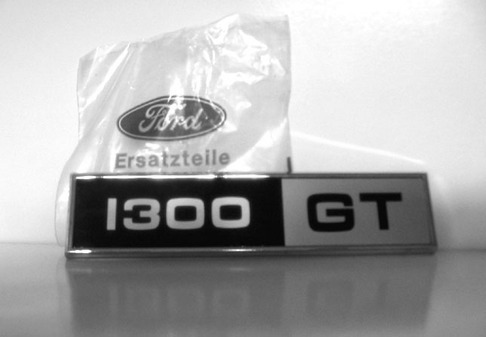 Ford
Ersatzteile
1300 GT